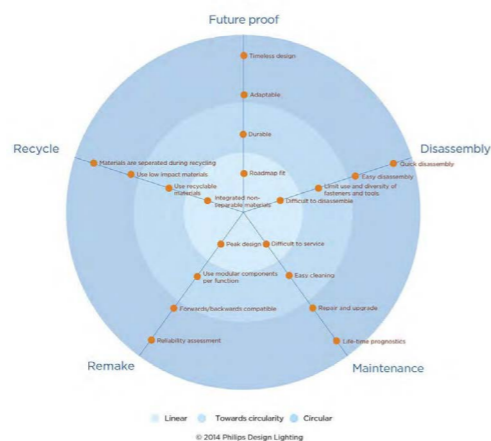 Future proof
Timeless design
Adaptable
Durable
Roadmap fit
Recycle
Materials are seperated during recycling
Use low impact materials
Use recyclable
materials
Integrated non-
separable materials
Disassembly
Quick disassembly
Easy disassembly
Limit use and diversity of
fasteners and tools
Difficult to disassemble
Peak design
Use modular components
per function
Forwards/backwards compatible
Reliability assessment
Remake
Difficult to service
Easy cleaning
Repair and upgrade
Life-time prognostics
Maintenance
Linear
Towards circularity
Circular
© 2014 Philips Design Lighting